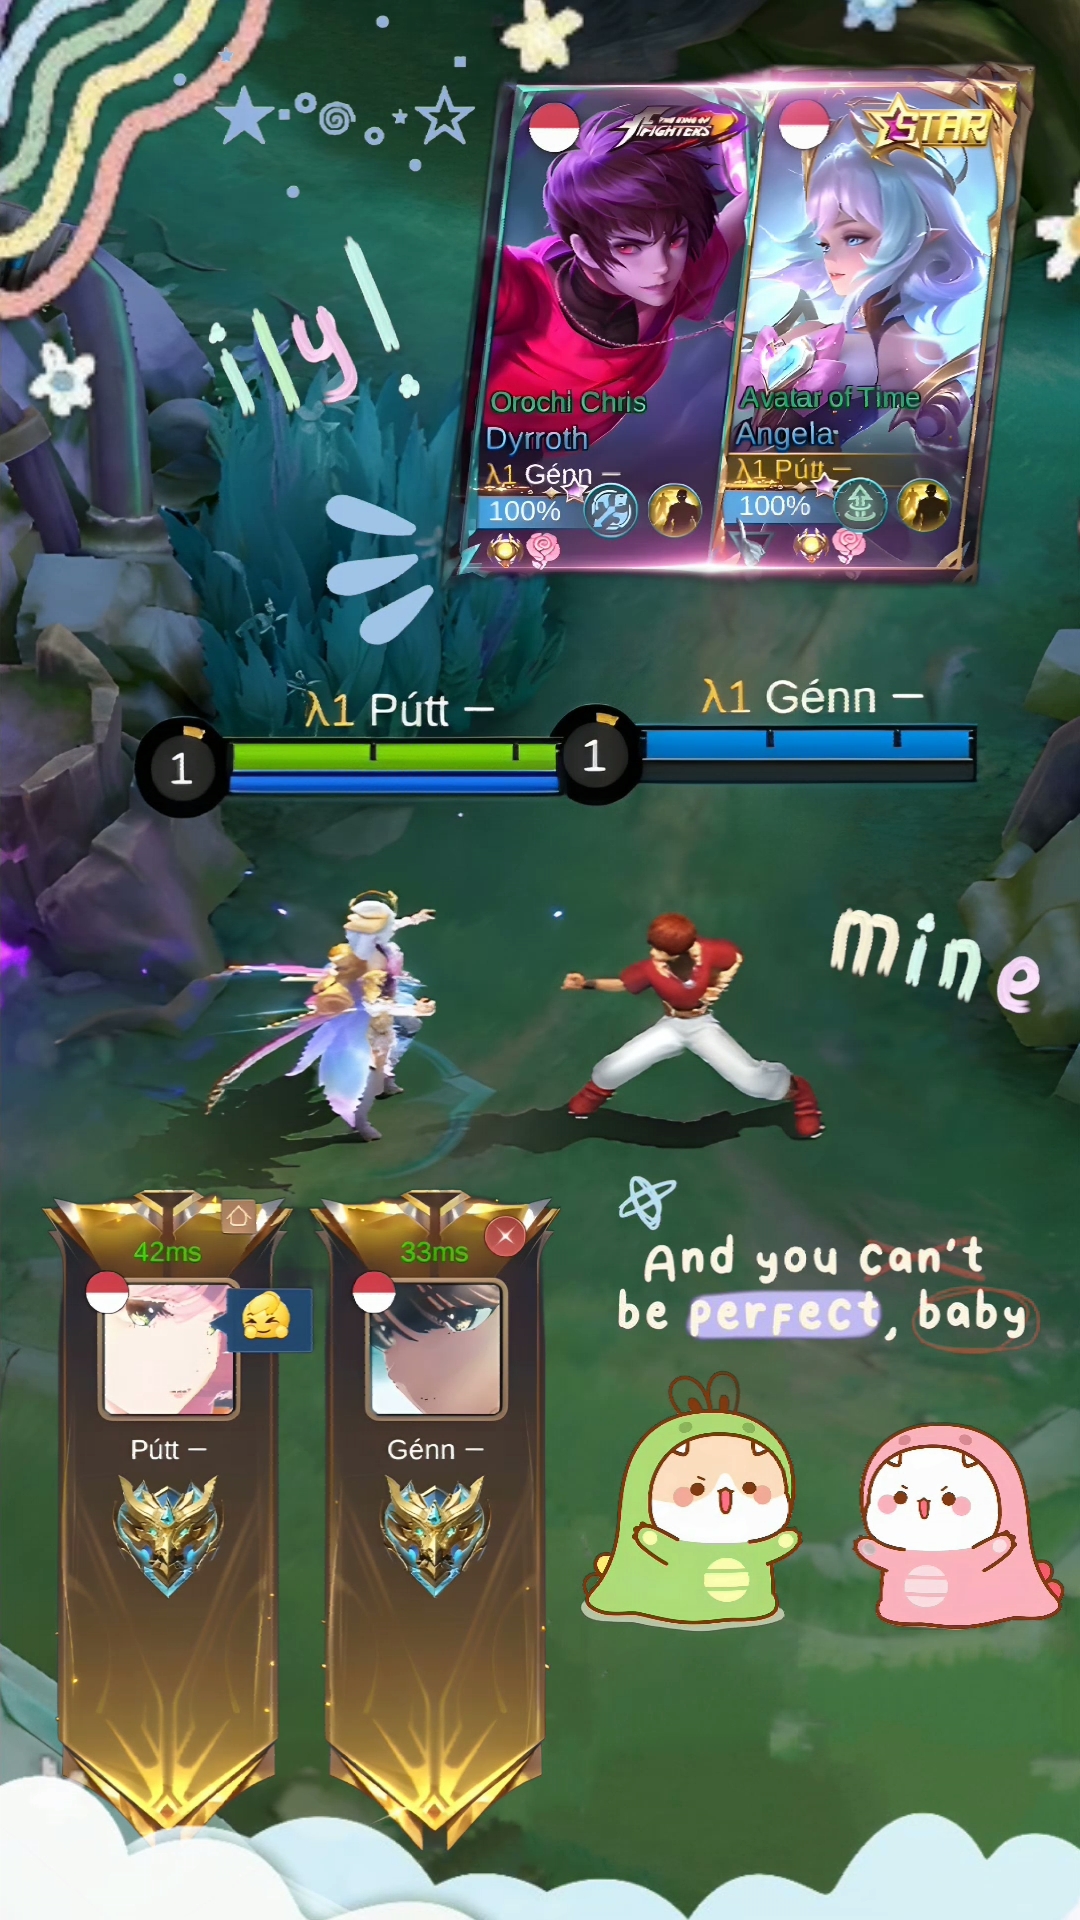 THE KING OF FIGHTERS
STAR
ily!
Orochi Chris
Dyrroth
λ1 Génn —
100%
Avatar of Time
Angela
λ1 Pútt —
100%
λ1 Pútt —
1
λ1 Génn —
1
mine
42ms
33ms
And you can't
be perfect, baby
Pútt —
Génn —